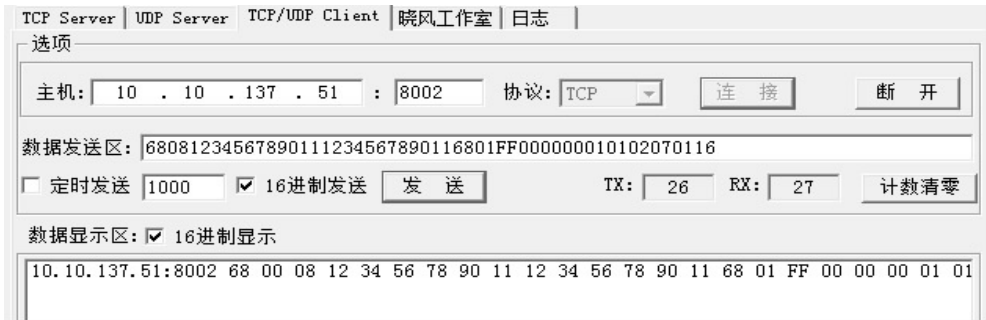 TCP Server UDP Server TCP/UDP Client 晓风工作室 日志
选项
主机: 10 . 10 . 137 . 51 : 8002 协议: TCP 连 接 断 开
数据发送区: 68081234567890111234567890116801FF000000010102070116
定时发送 1000 16进制发送 发 送 TX: 26 RX: 27 计数清零
数据显示区: 16进制显示
10.10.137.51:8002 68 00 08 12 34 56 78 90 11 12 34 56 78 90 11 68 01 FF 00 00 00 01 01